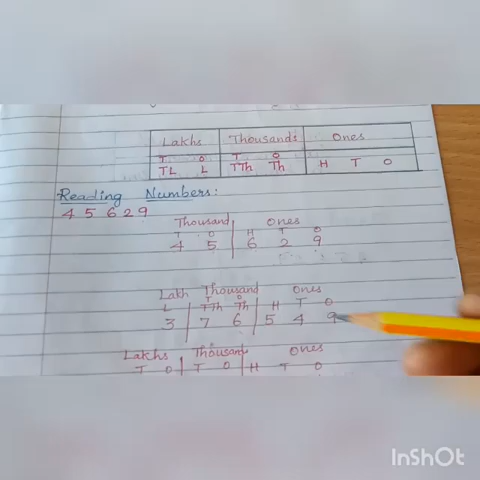 Lakhs Thousands Ones
T O T O
TL L TTh Th H T O
Reading Numbers:
4 5 6 2 9
Thousand Ones
T O H T O
4 5 6 2 9
Lakh Thousand Ones
T O
L TTh Th H T O
3 7 6 5 4 9
Lakhs Thousand Ones
T O T O H T O
InShOt